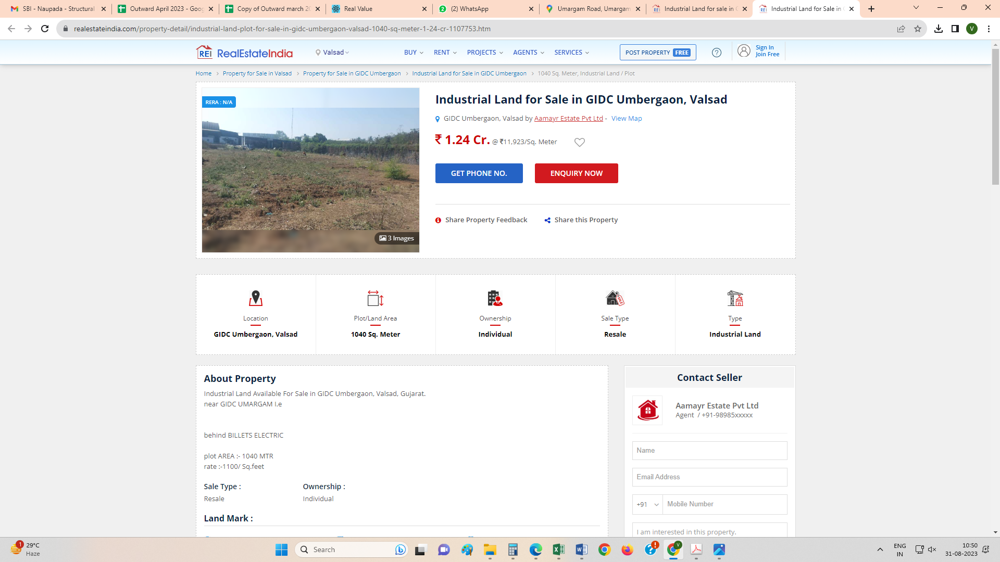 SBI - Naupada - Structural
Outward April 2023 - Goog
Copy of Outward march 20
Real Value
(2) WhatsApp
Umargam Road, Umargam
Industrial Land for sale in G
Industrial Land for Sale in G
realestateindia.com/property-detail/industrial-land-plot-for-sale-in-gidc-umbergaon-valsad-1040-sq-meter-1-24-cr-1107753.htm
V
REI RealEstateIndia
Valsad
BUY RENT PROJECTS AGENTS SERVICES
POST PROPERTY FREE
?
Sign In
Join Free
Home > Property for Sale in Valsad > Property for Sale in GIDC Umbergaon > Industrial Land for Sale in GIDC Umbergaon > 1040 Sq. Meter, Industrial Land / Plot
RERA : N/A
3 Images
Industrial Land for Sale in GIDC Umbergaon, Valsad
GIDC Umbergaon, Valsad by Aamayr Estate Pvt Ltd - View Map
₹ 1.24 Cr. @ ₹11,923/Sq. Meter
GET PHONE NO. ENQUIRY NOW
Share Property Feedback Share this Property
Location
GIDC Umbergaon, Valsad
Plot/Land Area
1040 Sq. Meter
Ownership
Individual
SALE
Sale Type
Resale
Type
Industrial Land
About Property
Industrial Land Available For Sale in GIDC Umbergaon, Valsad, Gujarat.
near GIDC UMARGAM I.e
behind BILLETS ELECTRIC
plot AREA :- 1040 MTR
rate :-1100/ Sq.feet
Sale Type : Ownership :
Resale Individual
Land Mark :
Contact Seller
Aamayr Estate Pvt Ltd
Agent / +91-98985xxxxx
Name
Email Address
+91 Mobile Number
I am interested in this property.
1
29°C
Haze
Search
V
ENG
IN
10:50
31-08-2023